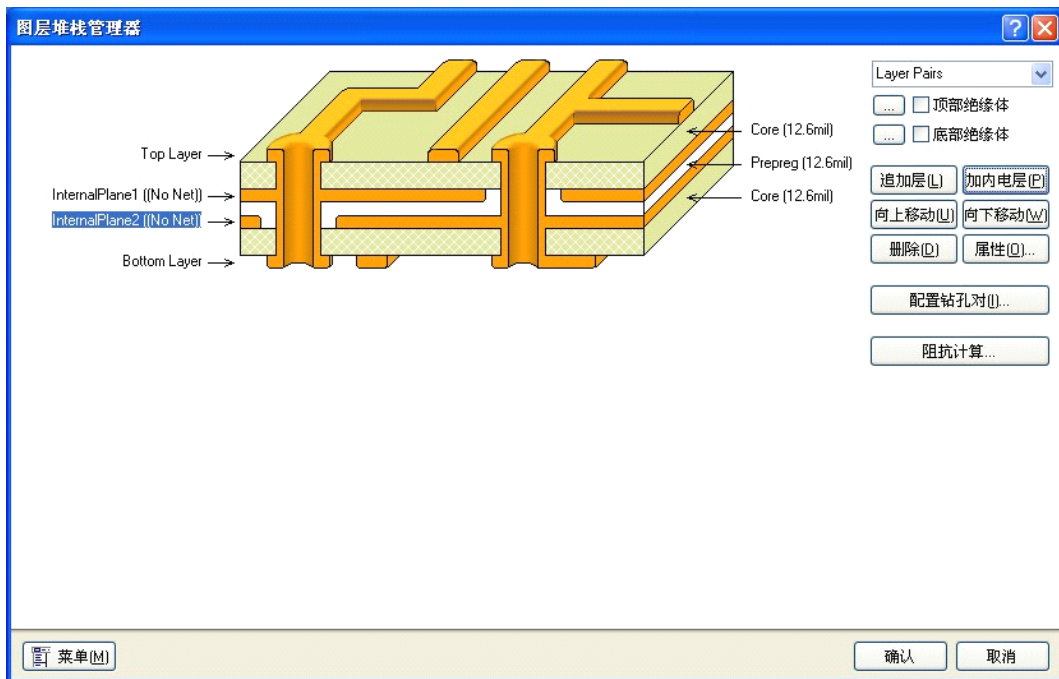 图层堆栈管理器
Layer Pairs
...
顶部绝缘体
...
底部绝缘体
Top Layer
Core (12.6mil)
InternalPlane1 ((No Net))
Prepreg (12.6mil)
InternalPlane2 ((No Net))
Core (12.6mil)
Bottom Layer
追加层(L)
加内电层(P)
向上移动(U)
向下移动(W)
删除(D)
属性(O)...
配置钻孔对(I)...
阻抗计算...
菜单(M)
确认
取消